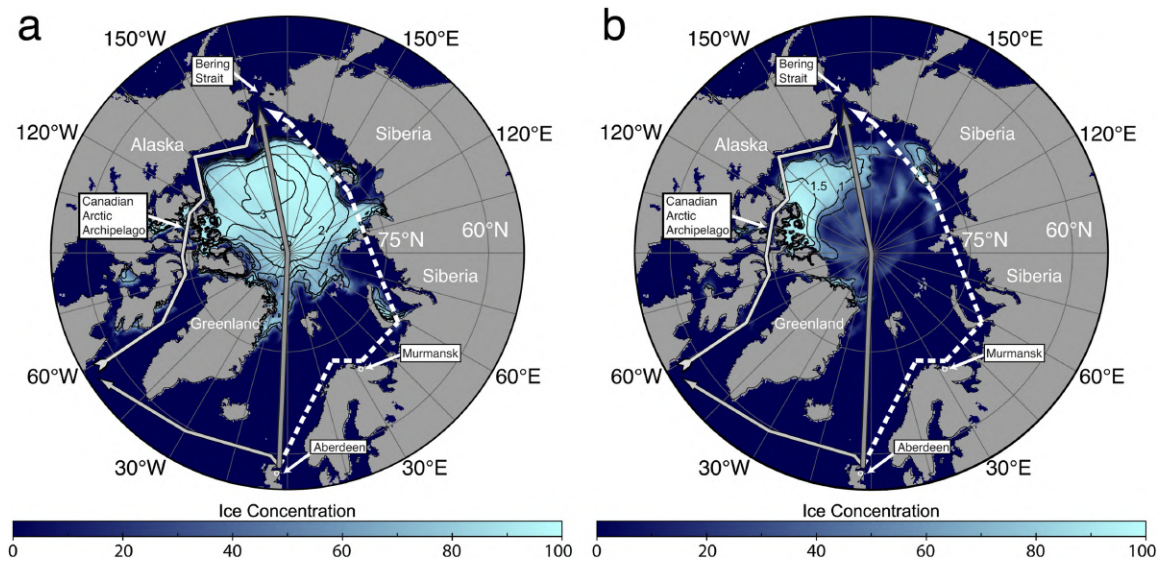 a
150°W
150°E
Bering
Strait
120°W
Alaska
Siberia
120°E
Canadian
Arctic
Archipelago
3
2
60°N
75°N
Siberia
Greenland
60°W
Murmansk
60°E
30°W
Aberdeen
30°E
Ice Concentration
0 20 40 60 80 100
b
150°W
150°E
Bering
Strait
120°W
Alaska
Siberia
120°E
1.5
1
Canadian
Arctic
Archipelago
60°N
75°N
Siberia
Greenland
60°W
Murmansk
60°E
30°W
Aberdeen
30°E
Ice Concentration
0 20 40 60 80 100